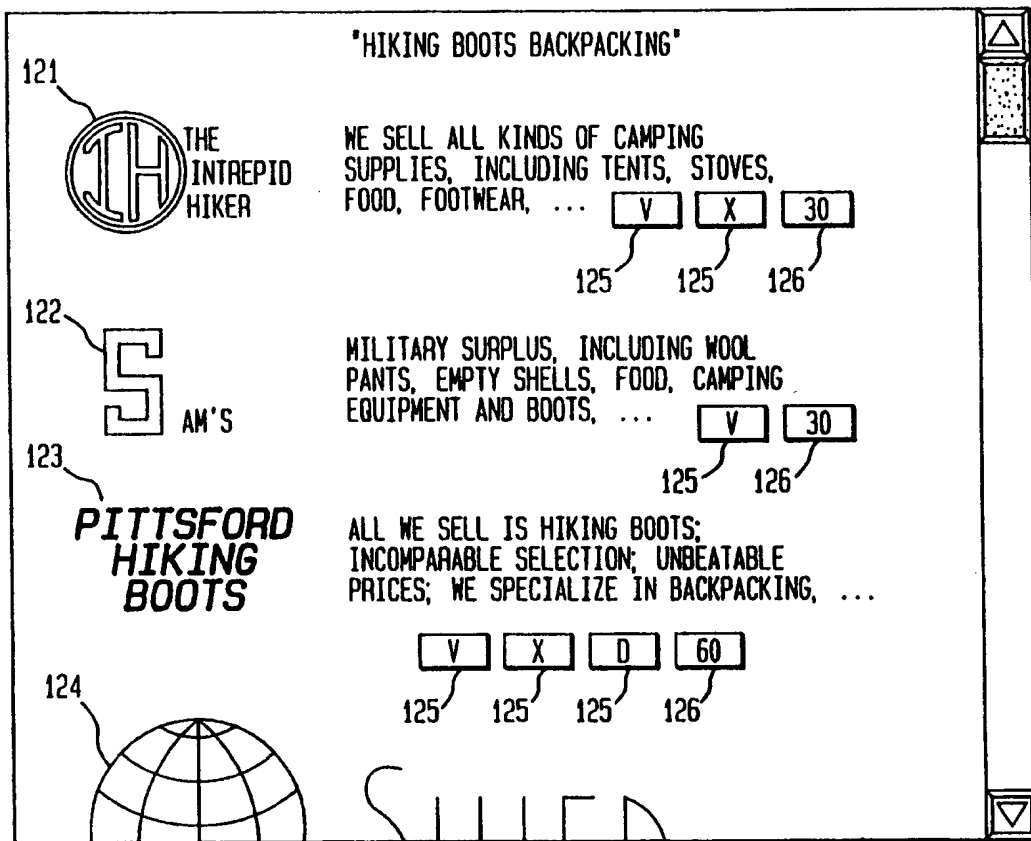 "HIKING BOOTS BACKPACKING"
121
IH THE
INTREPID
HIKER
WE SELL ALL KINDS OF CAMPING
SUPPLIES, INCLUDING TENTS, STOVES,
FOOD, FOOTWEAR, ... V X 30
125 125 126
122
S AM'S
MILITARY SURPLUS, INCLUDING WOOL
PANTS, EMPTY SHELLS, FOOD, CAMPING
EQUIPMENT AND BOOTS, ... V 30
125 126
123
PITTSFORD
HIKING
BOOTS
ALL WE SELL IS HIKING BOOTS;
INCOMPARABLE SELECTION; UNBEATABLE
PRICES; WE SPECIALIZE IN BACKPACKING, ...
V X D 60
125 125 125 126
124